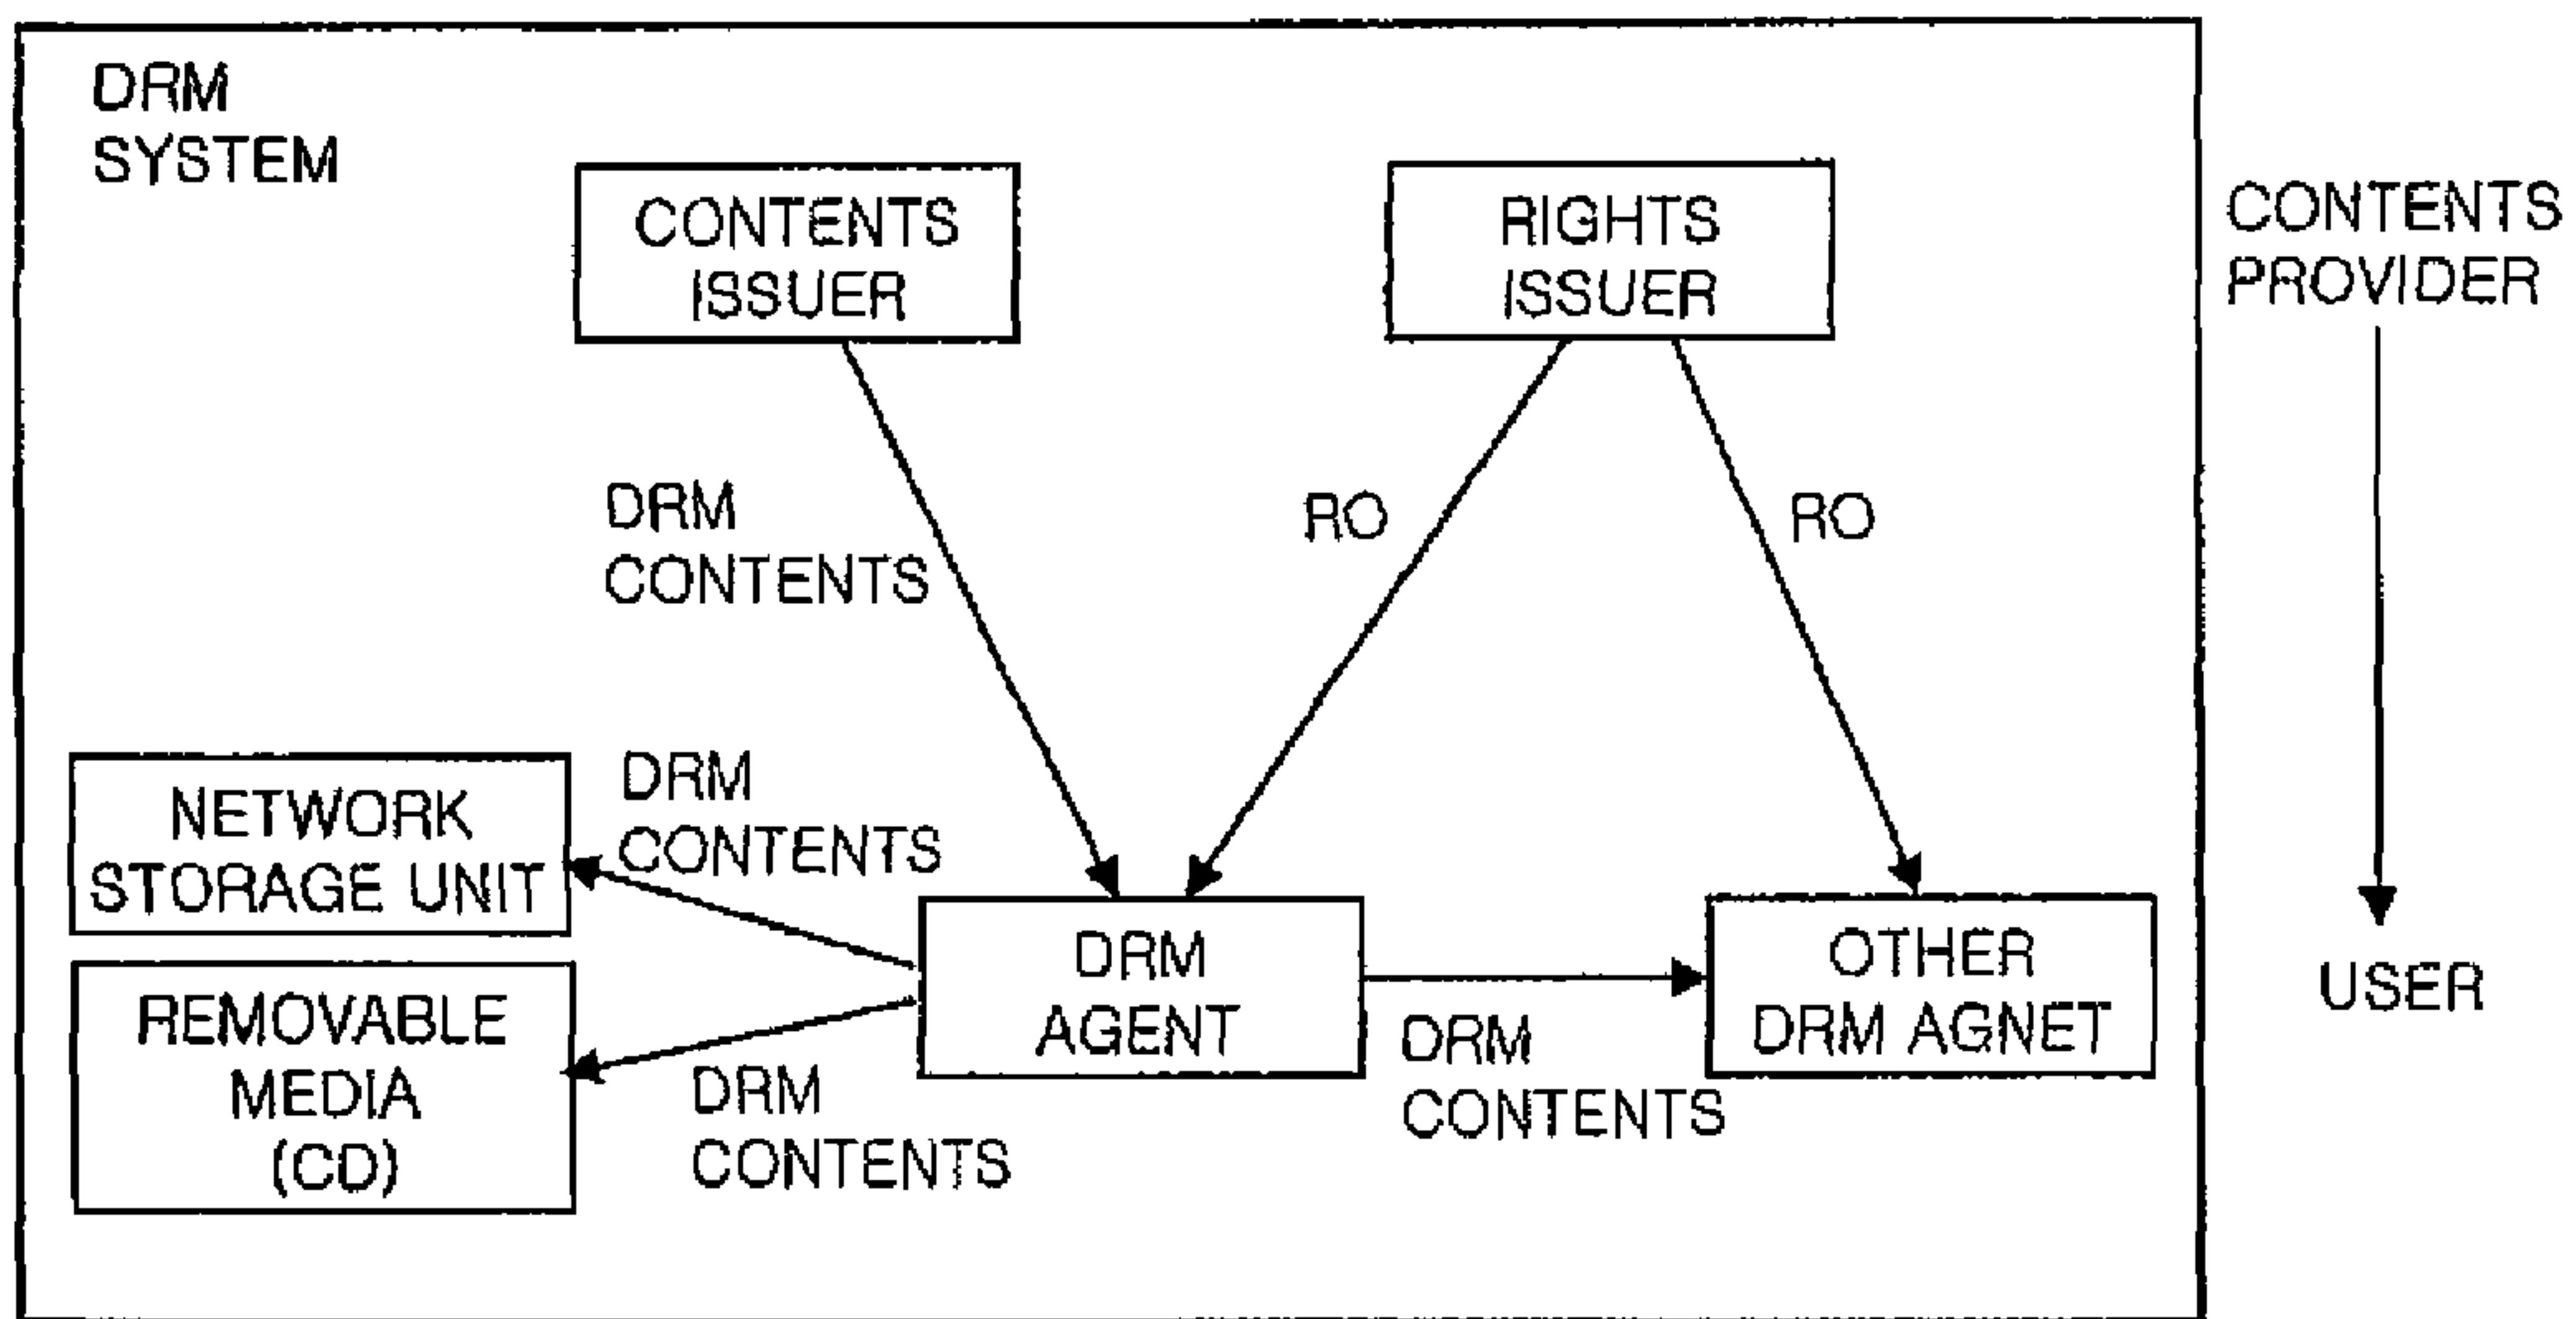 DRM
SYSTEM
CONTENTS
ISSUER
RIGHTS
ISSUER
CONTENTS
PROVIDER
DRM
CONTENTS
RO
RO
NETWORK
STORAGE UNIT
DRM
CONTENTS
REMOVABLE
MEDIA
(CD)
DRM
CONTENTS
DRM
AGENT
DRM
CONTENTS
OTHER
DRM AGNET
USER